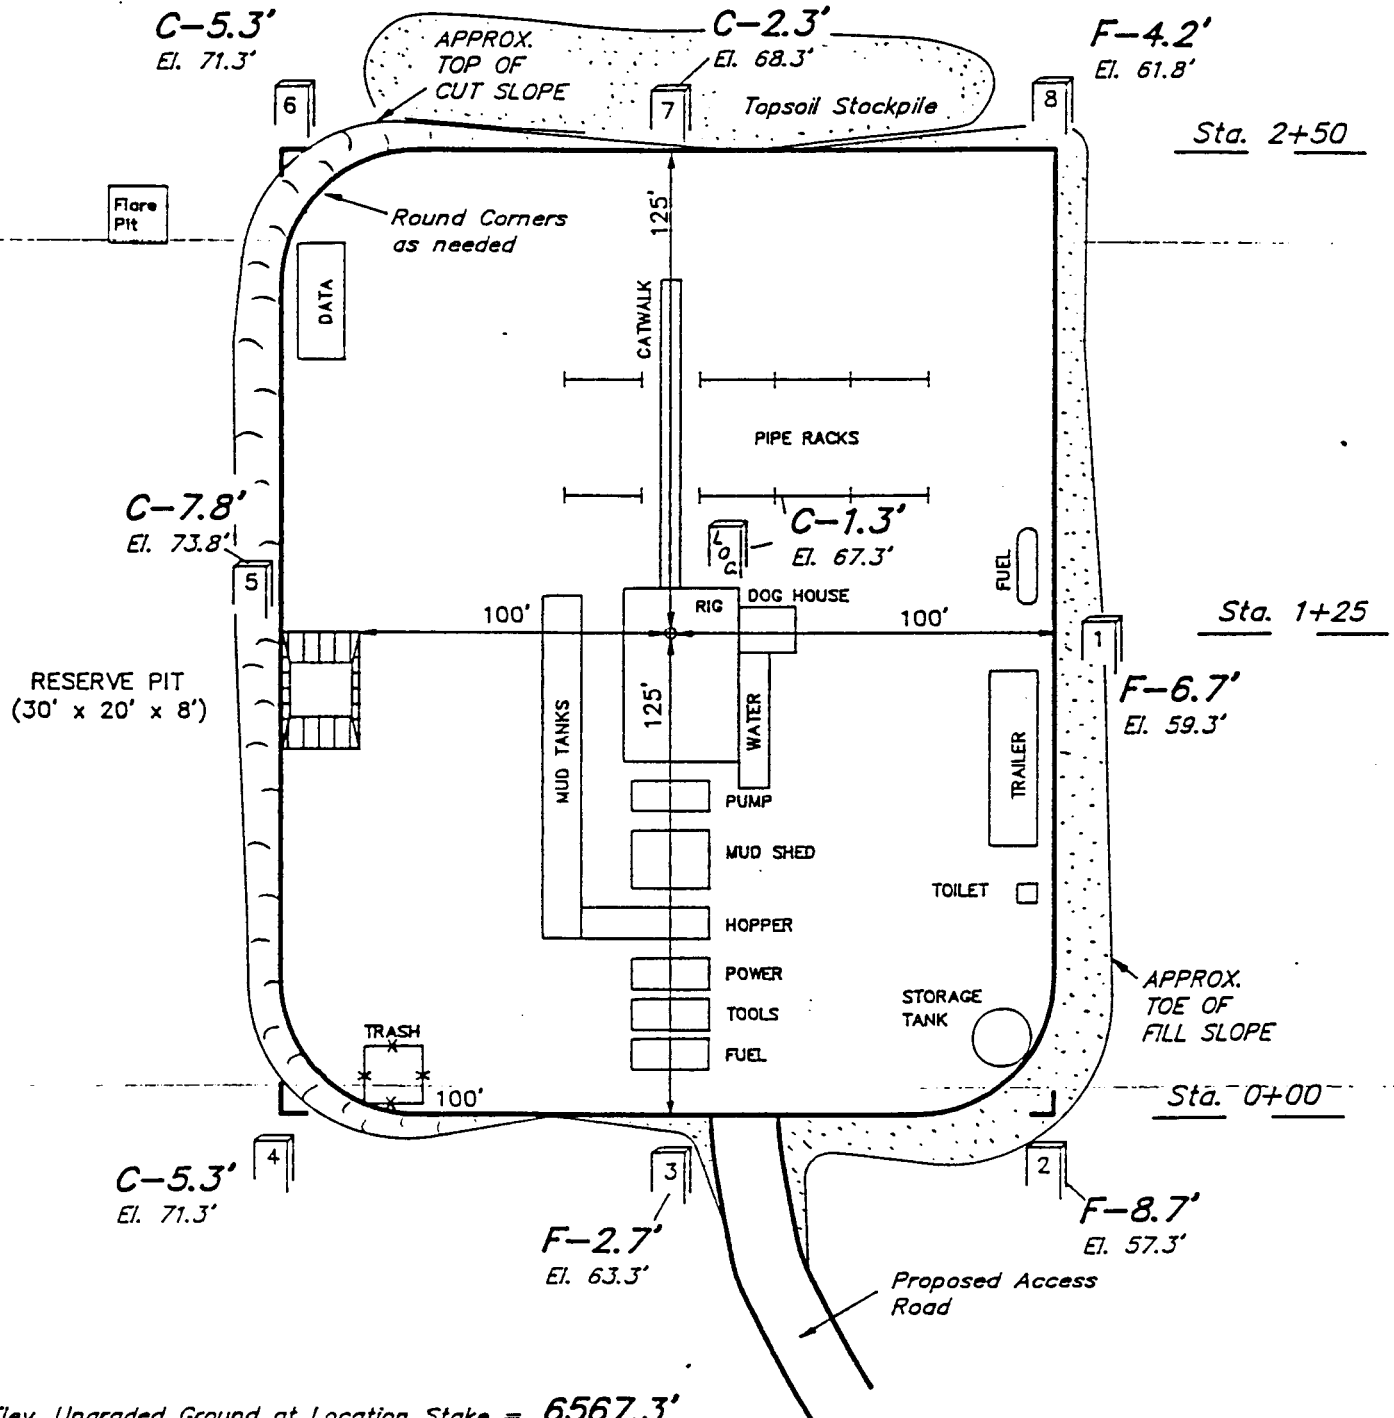 C-5.3'
El. 71.3'
APPROX.
TOP OF
CUT SLOPE
C-2.3'
El. 68.3'
Topsoil Stockpile
F-4.2'
El. 61.8'
6
7
8
Sta. 2+50
Flare
Pit
Round Corners
as needed
125'
DATA
CATWALK
PIPE RACKS
C-7.8'
El. 73.8'
5
C-1.3'
El. 67.3'
LOG
FUEL
RIG
DOG HOUSE
100'
100'
Sta. 1+25
1
RESERVE PIT
(30' x 20' x 8')
F-6.7'
El. 59.3'
125'
MUD TANKS
WATER
TRAILER
PUMP
MUD SHED
TOILET
HOPPER
POWER
STORAGE
TANK
TOOLS
FUEL
APPROX.
TOE OF
FILL SLOPE
TRASH
100'
Sta. 0+00
4
3
2
C-5.3'
El. 71.3'
F-2.7'
El. 63.3'
F-8.7'
El. 57.3'
Proposed Access
Road
Elev. Ungraded Ground at Location Stake = 6567.3'